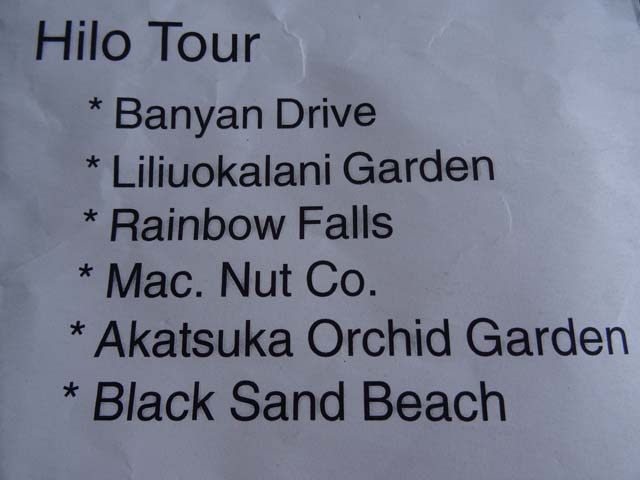 Hilo Tour
* Banyan Drive
* Liliuokalani Garden
* Rainbow Falls
* Mac. Nut Co.
* Akatsuka Orchid Garden
* Black Sand Beach